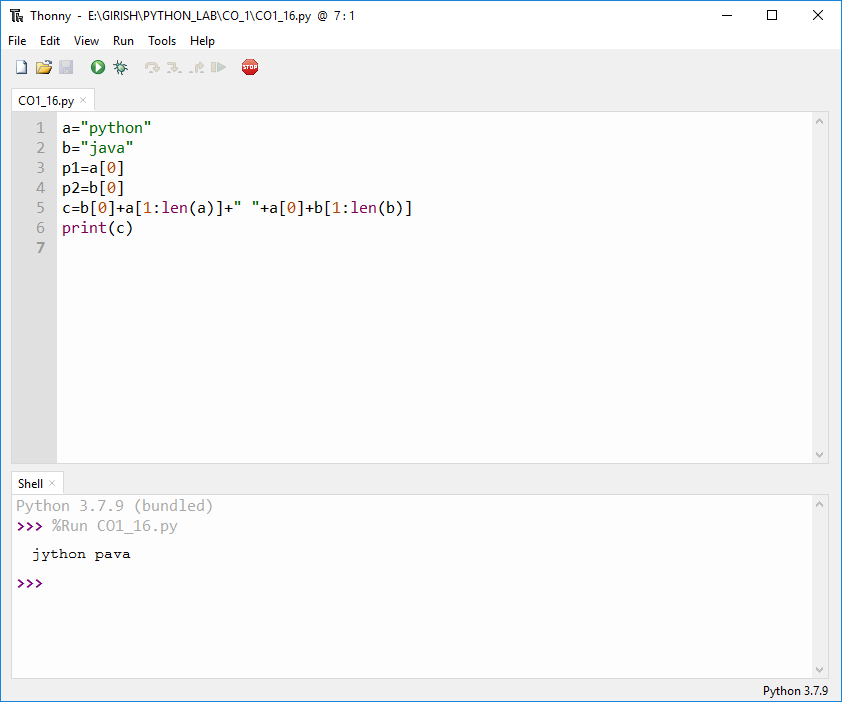 Thonny - E:\GIRISH\PYTHON_LAB\CO_1\CO1_16.py @ 7:1
File Edit View Run Tools Help
STOP
CO1_16.py ×
1 a="python"
2 b="java"
3 p1=a[0]
4 p2=b[0]
5 c=b[0]+a[1:len(a)]+" "+a[0]+b[1:len(b)]
6 print(c)
7
Shell ×
Python 3.7.9 (bundled)
>>> %Run CO1_16.py
jython pava
>>>
Python 3.7.9